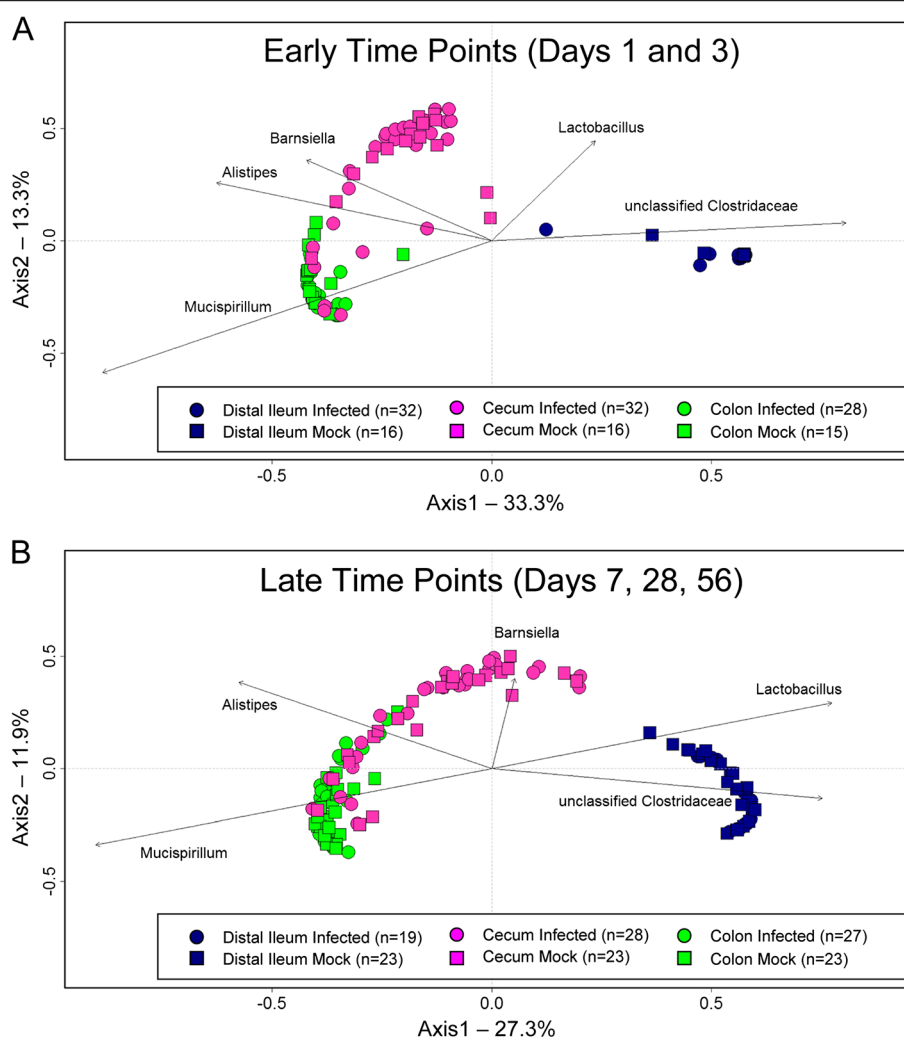 A
Early Time Points (Days 1 and 3)
Axis2 – 13.3%
0.5
0.0
-0.5
Barnsiella
Alistipes
Lactobacillus
unclassified Clostridaceae
Mucispirillum
Distal Ileum Infected (n=32)
Cecum Infected (n=32)
Colon Infected (n=28)
Distal Ileum Mock (n=16)
Cecum Mock (n=16)
Colon Mock (n=15)
-0.5
0.0
0.5
Axis1 – 33.3%
B
Late Time Points (Days 7, 28, 56)
Axis2 – 11.9%
0.5
0.0
-0.5
Barnsiella
Alistipes
Lactobacillus
unclassified Clostridaceae
Mucispirillum
Distal Ileum Infected (n=19)
Cecum Infected (n=28)
Colon Infected (n=27)
Distal Ileum Mock (n=23)
Cecum Mock (n=23)
Colon Mock (n=23)
-0.5
0.0
0.5
Axis1 – 27.3%